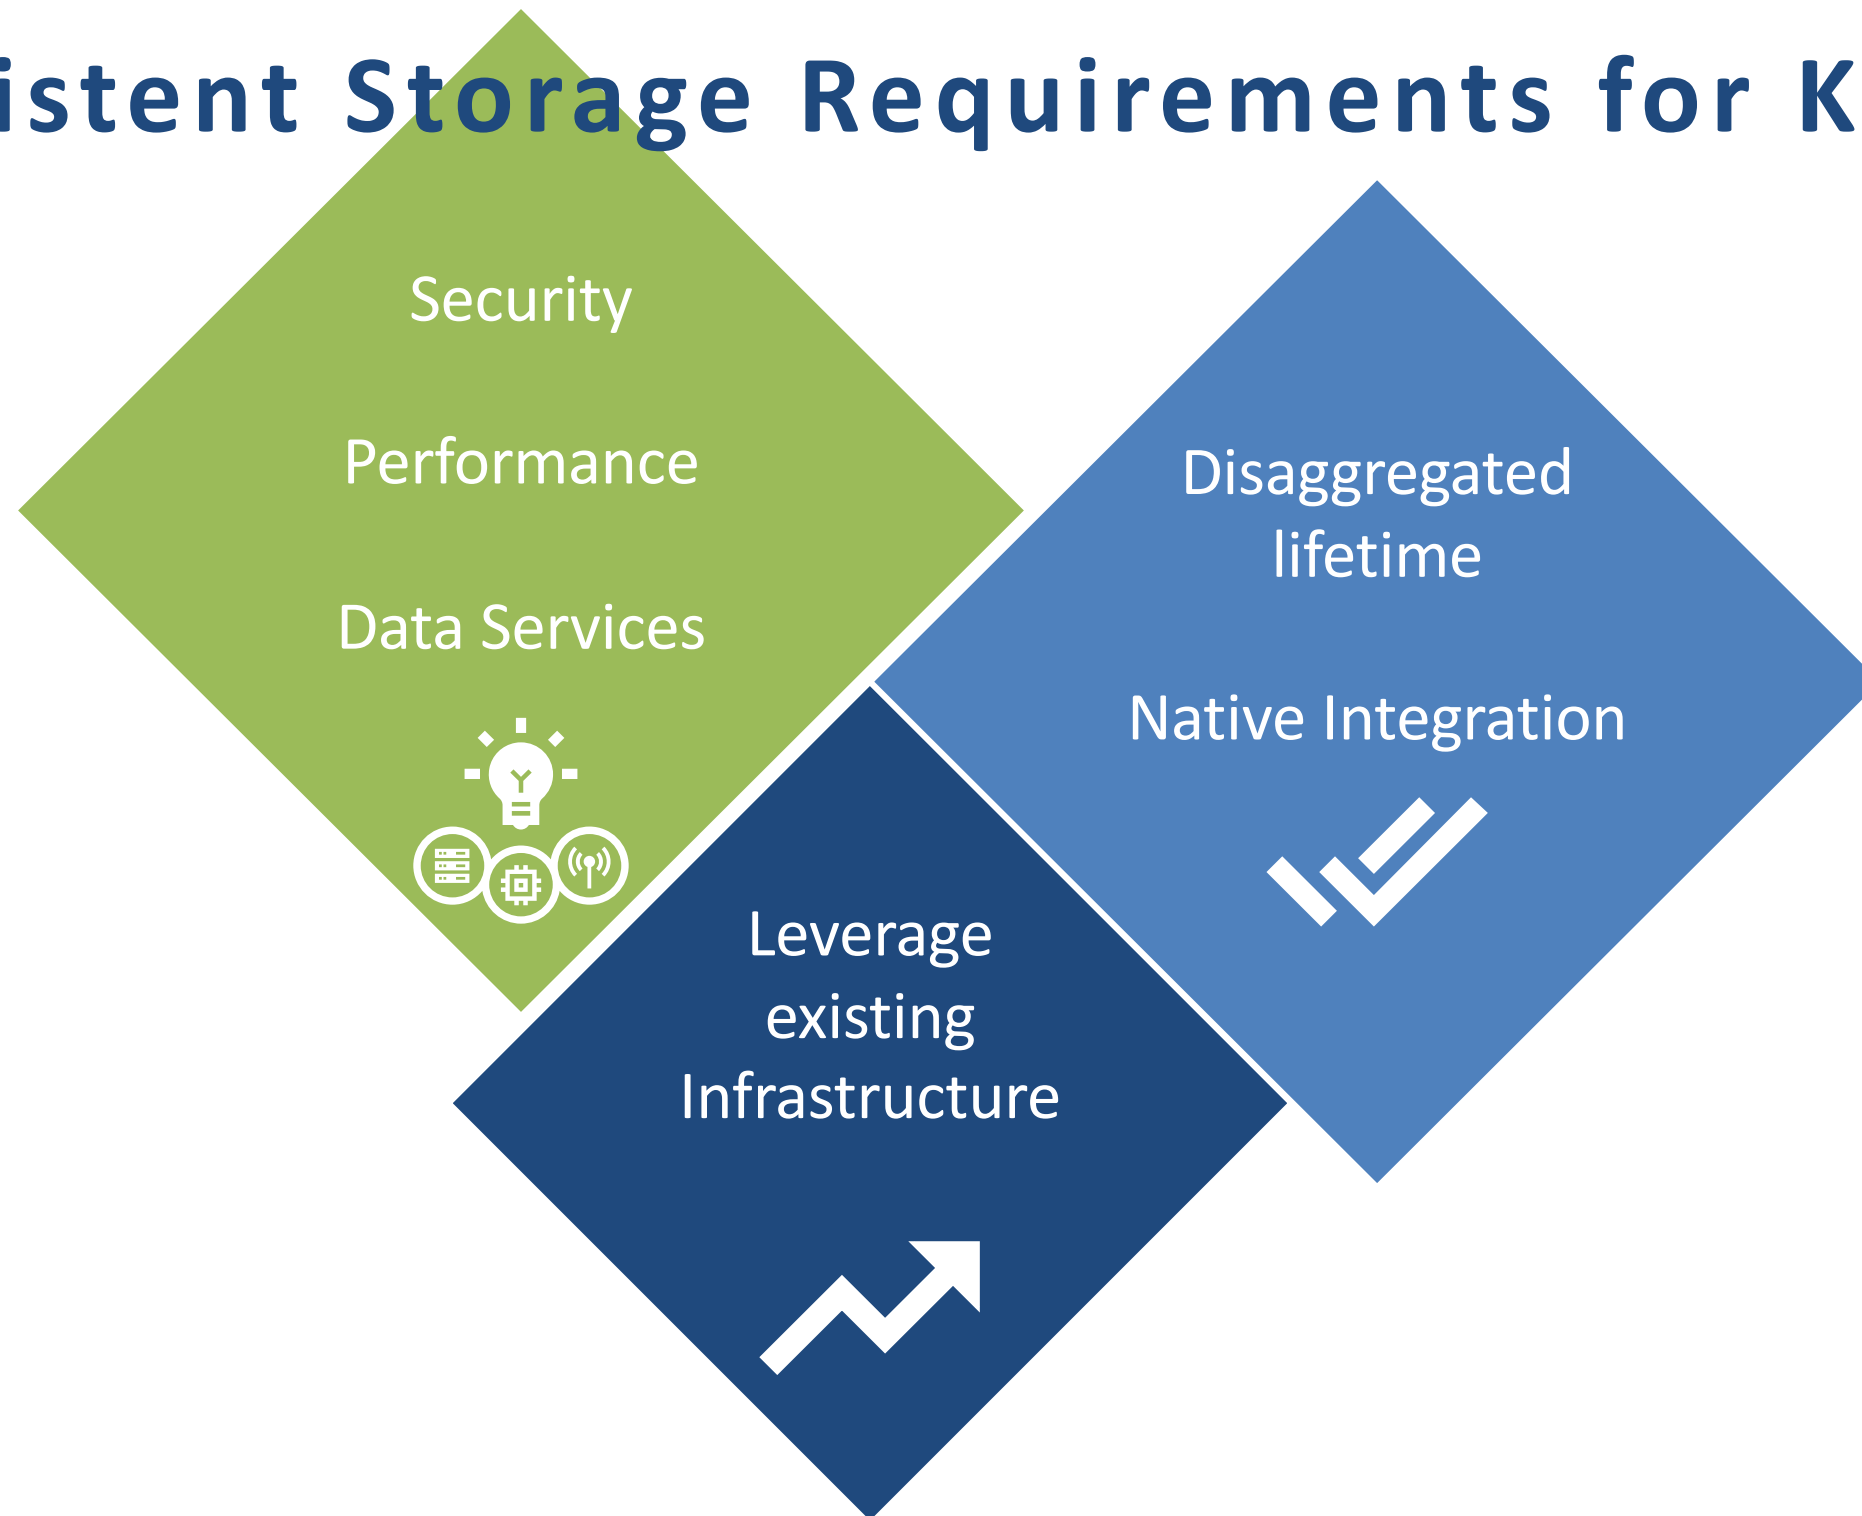 istent Storage Requirements for K
Security
Performance
Data Services
Disaggregated
lifetime
Native Integration
Leverage
existing
Infrastructure